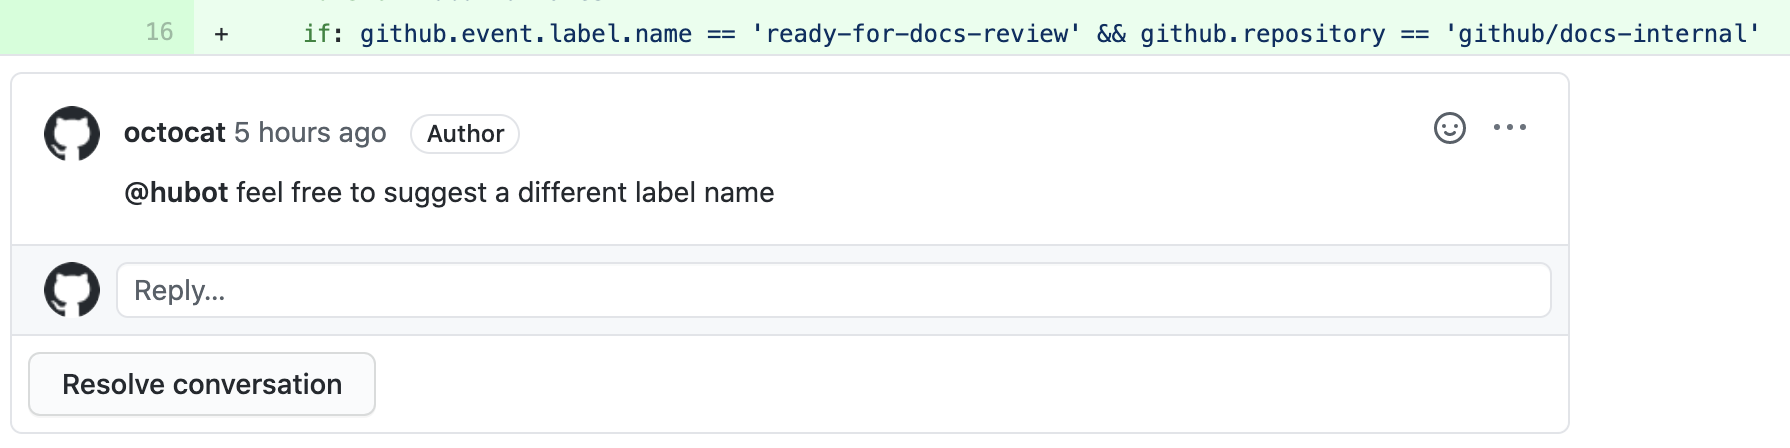 16 + if: github.event.label.name == 'ready-for-docs-review' && github.repository == 'github/docs-internal'
octocat 5 hours ago Author
@hubot feel free to suggest a different label name
Reply...
Resolve conversation